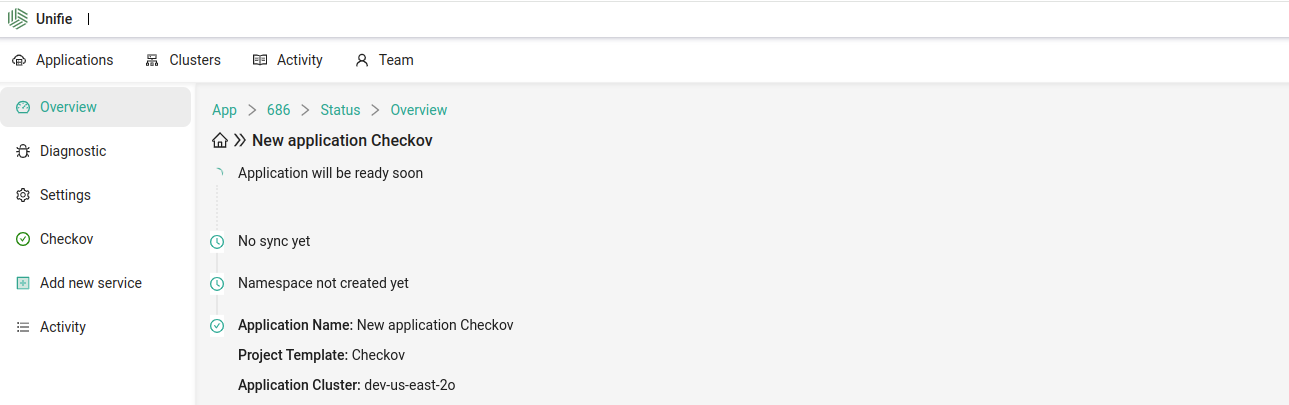 Unifie |
Applications Clusters Activity Team
Overview
Diagnostic
Settings
Checkov
Add new service
Activity
App > 686 > Status > Overview
New application Checkov
Application will be ready soon
No sync yet
Namespace not created yet
Application Name: New application Checkov
Project Template: Checkov
Application Cluster: dev-us-east-2o